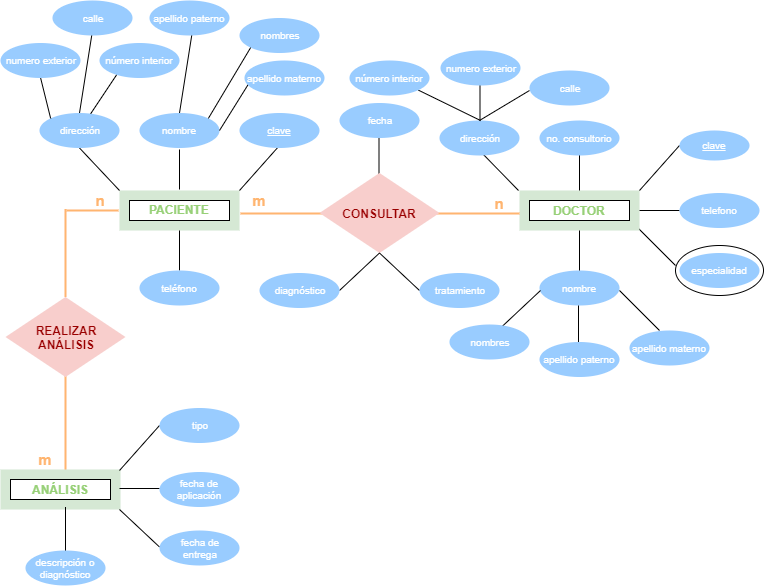 calle
apellido paterno
nombres
numero exterior
número interior
apellido materno
dirección
nombre
clave
número interior
numero exterior
calle
fecha
dirección
no. consultorio
clave
n
PACIENTE
m
CONSULTAR
n
DOCTOR
telefono
especialidad
teléfono
diagnóstico
tratamiento
nombre
REALIZAR
ANÁLISIS
nombres
apellido paterno
apellido materno
m
tipo
ANÁLISIS
fecha de
aplicación
fecha de
entrega
descripción o
diagnóstico